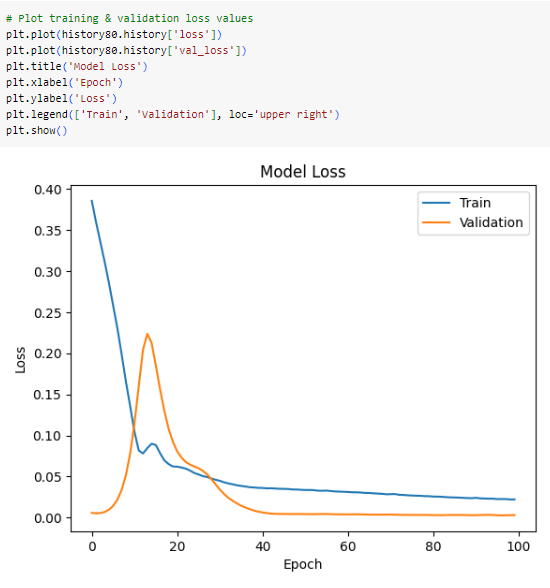 # Plot training & validation loss values
plt.plot(history80.history['loss'])
plt.plot(history80.history['val_loss'])
plt.title('Model Loss')
plt.xlabel('Epoch')
plt.ylabel('Loss')
plt.legend(['Train', 'Validation'], loc='upper right')
plt.show()
Model Loss
Train
Validation
0.40
0.35
0.30
0.25
0.20
0.15
0.10
0.05
0.00
Loss
0 20 40 60 80 100
Epoch